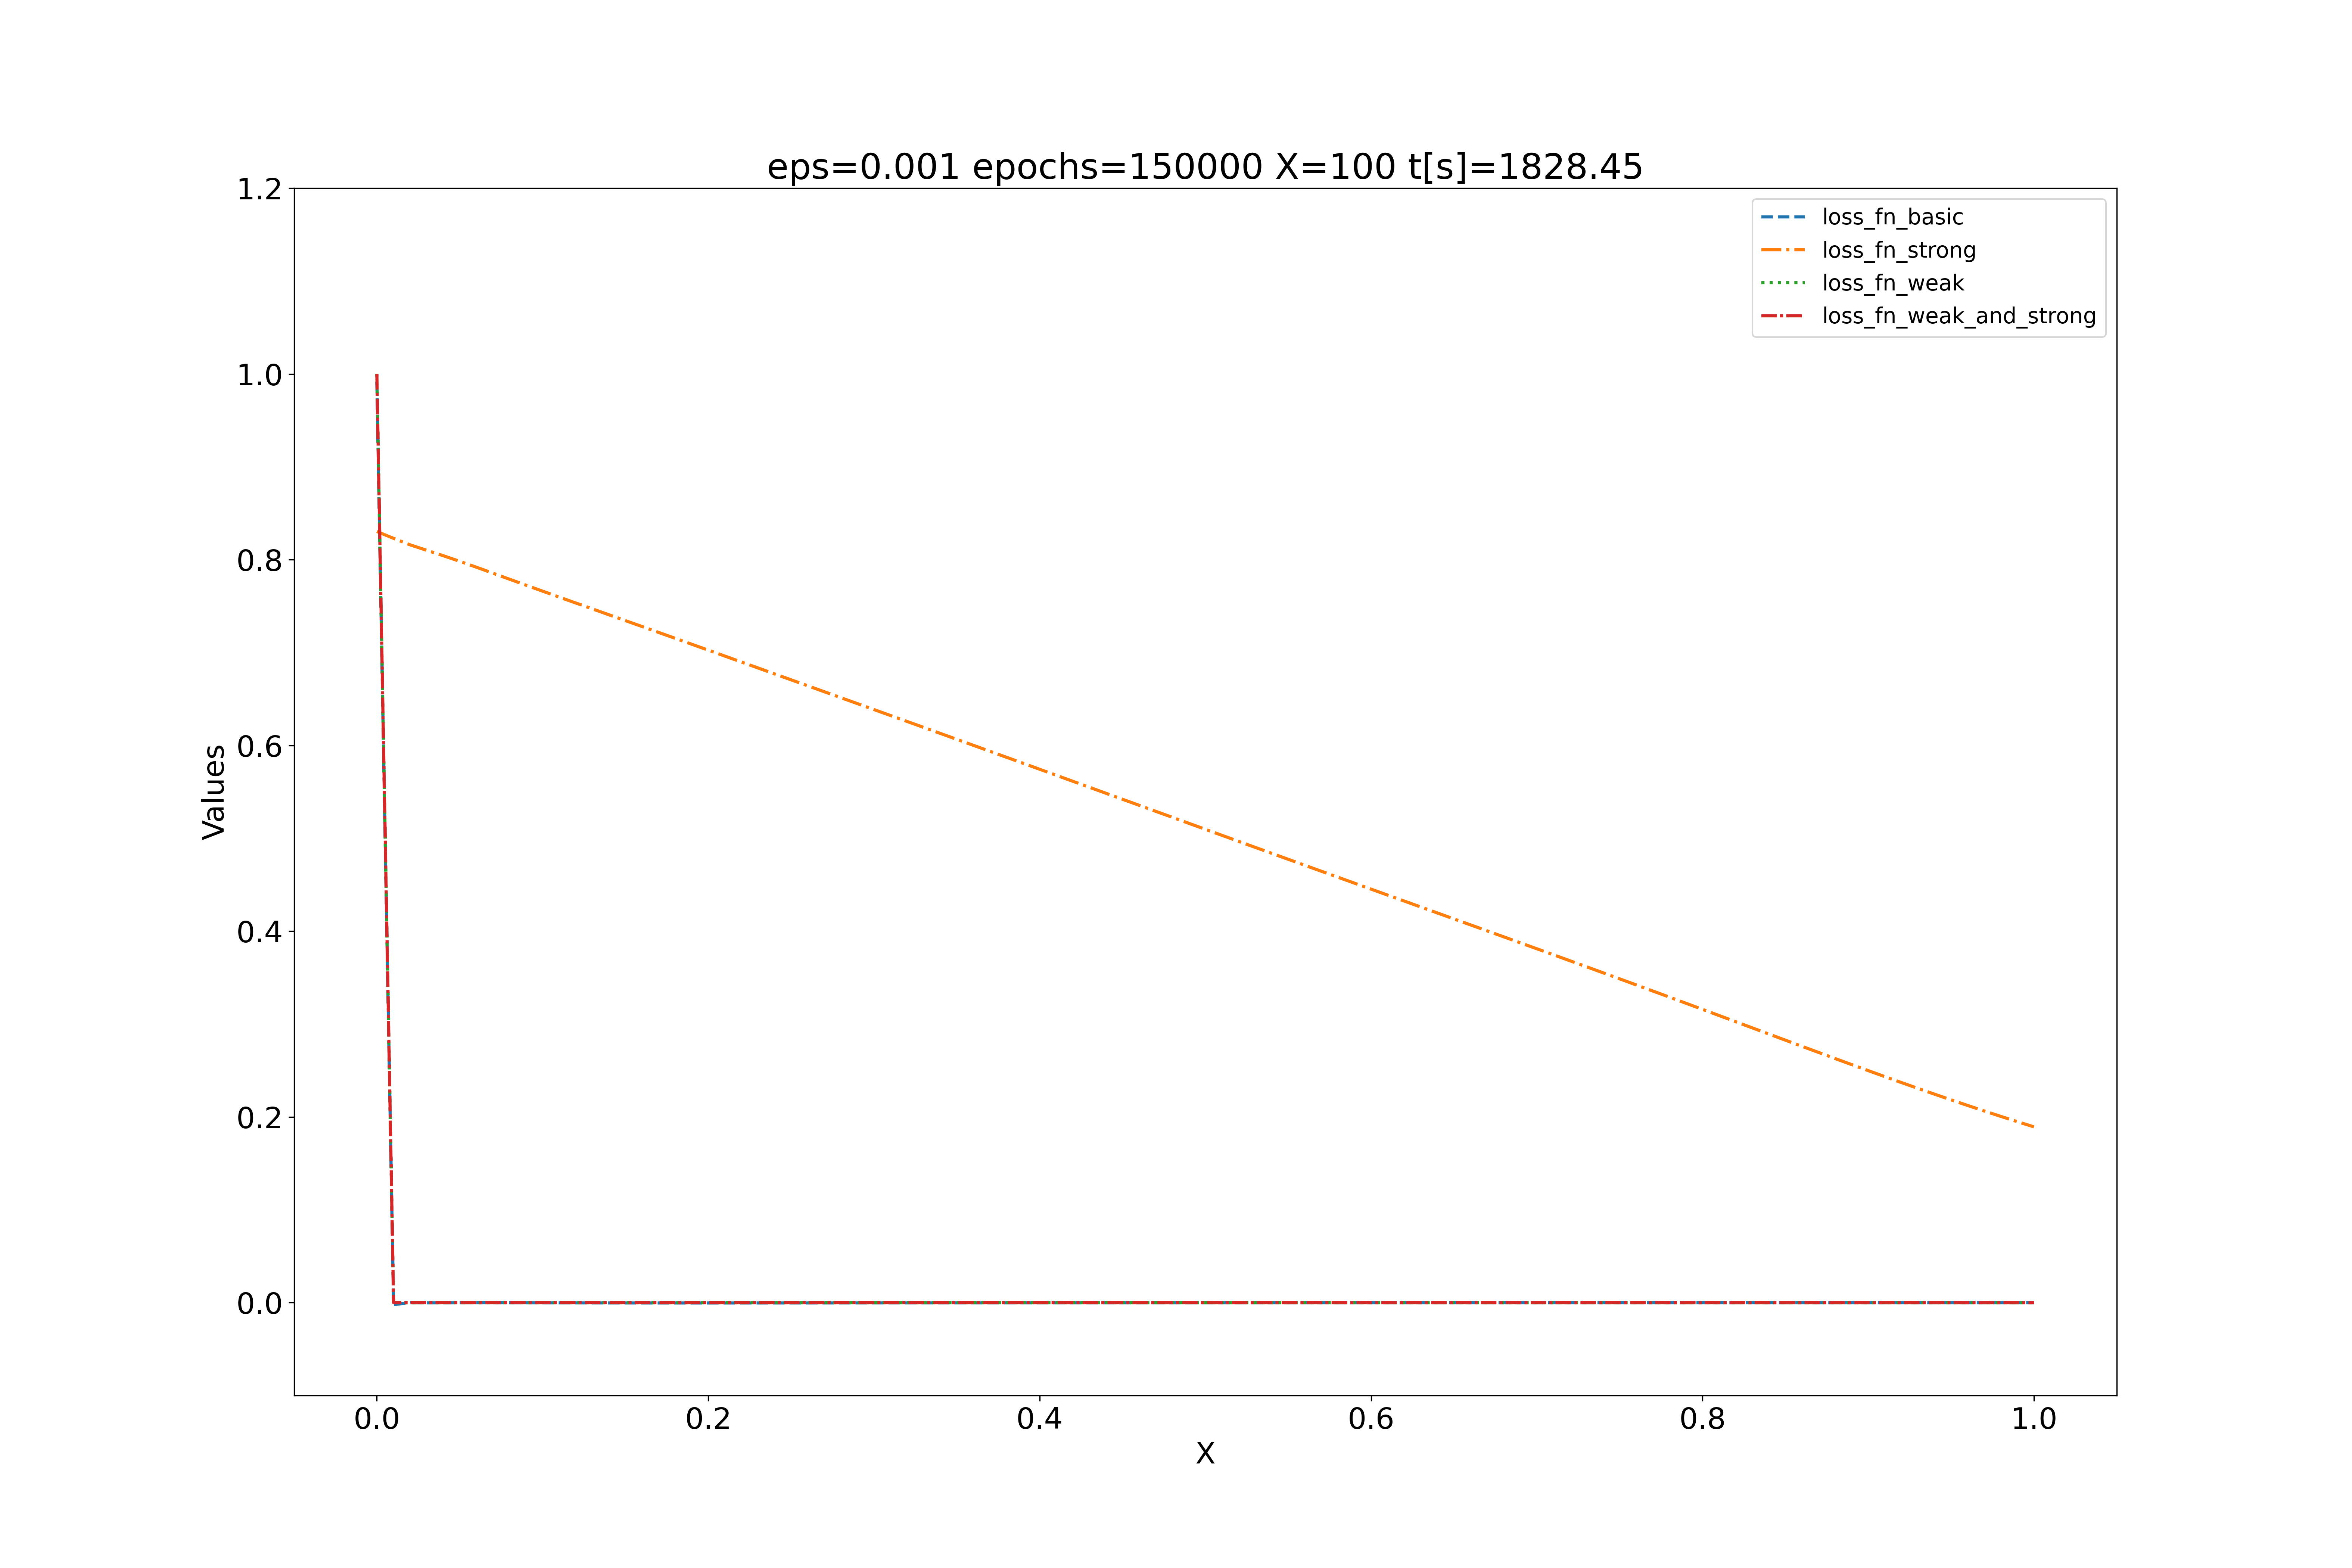 eps=0.001 epochs=150000 X=100 t[s]=1828.45
loss_fn_basic
loss_fn_strong
loss_fn_weak
loss_fn_weak_and_strong
1.2
1.0
0.8
0.6
0.4
0.2
0.0
Values
0.0 0.2 0.4 0.6 0.8 1.0
X